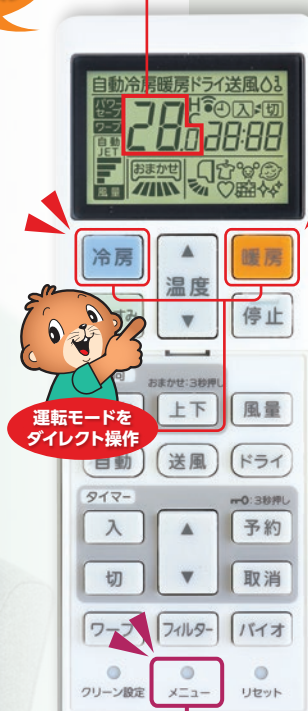 自動冷房暖房ドライ送風
パワーセーブ
ワープ
自動
JET
28.0
H
C
入
切
38:88
おまかせ
風量
冷房
▲
温度
▼
暖房
停止
すみ
運転モードを
ダイレクト操作
おまかせ:3秒押し
上下
風量
自動
送風
ドライ
タイマー
0:3秒押し
入
▲
予約
切
▼
取消
ワープ
フィルター
バイオ
クリーン設定
メニュー
リセット